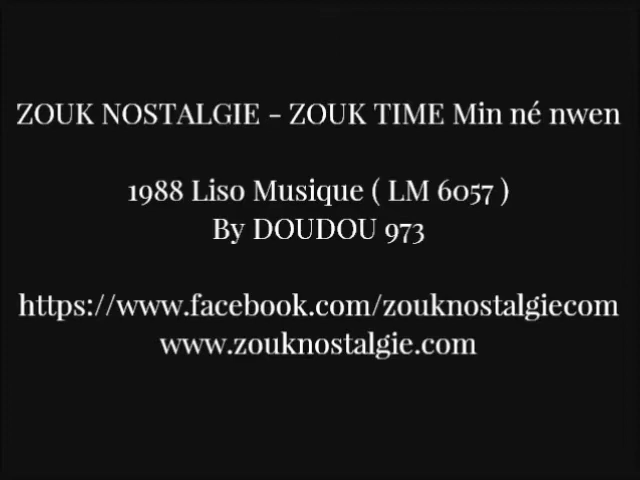 ZOUK NOSTALGIE - ZOUK TIME Min né nwen
1988 Liso Musique ( LM 6057 )
By DOUDOU 973
https://www.facebook.com/zouknostalgiecom
www.zouknostalgie.com